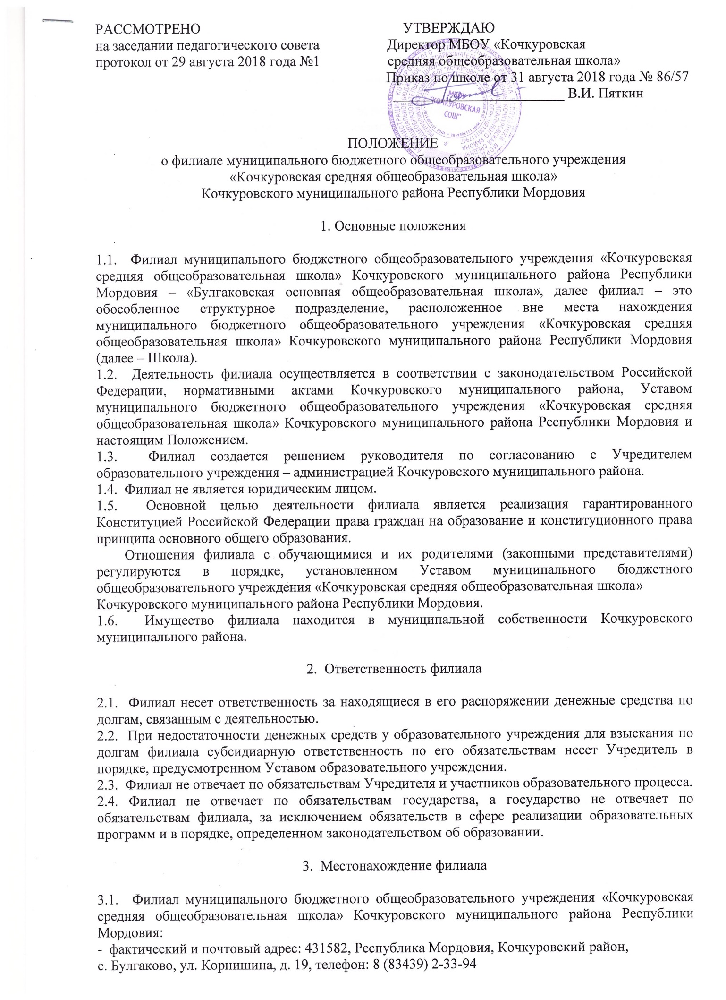 РАССМОТРЕНО
на заседании педагогического совета
протокол от 29 августа 2018 года №1
УТВЕРЖДАЮ
Директор МБОУ «Кочкуровская
средняя общеобразовательная школа»
Приказ по школе от 31 августа 2018 года № 86/57
В.И. Пяткин
МБОУ
"КОЧКУРОВСКАЯ
СОШ"
ПОЛОЖЕНИЕ
о филиале муниципального бюджетного общеобразовательного учреждения
«Кочкуровская средняя общеобразовательная школа»
Кочкуровского муниципального района Республики Мордовия
1. Основные положения
1.1. Филиал муниципального бюджетного общеобразовательного учреждения «Кочкуровская
средняя общеобразовательная школа» Кочкуровского муниципального района Республики
Мордовия – «Булгаковская основная общеобразовательная школа», далее филиал – это
обособленное структурное подразделение, расположенное вне места нахождения
муниципального бюджетного общеобразовательного учреждения «Кочкуровская средняя
общеобразовательная школа» Кочкуровского муниципального района Республики Мордовия
(далее – Школа).
1.2. Деятельность филиала осуществляется в соответствии с законодательством Российской
Федерации, нормативными актами Кочкуровского муниципального района, Уставом
муниципального бюджетного общеобразовательного учреждения «Кочкуровская средняя
общеобразовательная школа» Кочкуровского муниципального района Республики Мордовия и
настоящим Положением.
1.3. Филиал создается решением руководителя по согласованию с Учредителем
образовательного учреждения – администрацией Кочкуровского муниципального района.
1.4. Филиал не является юридическим лицом.
1.5. Основной целью деятельности филиала является реализация гарантированного
Конституцией Российской Федерации права граждан на образование и конституционного права
принципа основного общего образования.
Отношения филиала с обучающимися и их родителями (законными представителями)
регулируются в порядке, установленном Уставом муниципального бюджетного
общеобразовательного учреждения «Кочкуровская средняя общеобразовательная школа»
Кочкуровского муниципального района Республики Мордовия.
1.6. Имущество филиала находится в муниципальной собственности Кочкуровского
муниципального района.
2. Ответственность филиала
2.1. Филиал несет ответственность за находящиеся в его распоряжении денежные средства по
долгам, связанным с деятельностью.
2.2. При недостаточности денежных средств у образовательного учреждения для взыскания по
долгам филиала субсидиарную ответственность по его обязательствам несет Учредитель в
порядке, предусмотренном Уставом образовательного учреждения.
2.3. Филиал не отвечает по обязательствам Учредителя и участников образовательного процесса.
2.4. Филиал не отвечает по обязательствам государства, а государство не отвечает по
обязательствам филиала, за исключением обязательств в сфере реализации образовательных
программ и в порядке, определенном законодательством об образовании.
3. Местонахождение филиала
3.1. Филиал муниципального бюджетного общеобразовательного учреждения «Кочкуровская
средняя общеобразовательная школа» Кочкуровского муниципального района Республики
Мордовия:
- фактический и почтовый адрес: 431582, Республика Мордовия, Кочкуровский район,
с. Булгаково, ул. Корнишина, д. 19, телефон: 8 (83439) 2-33-94